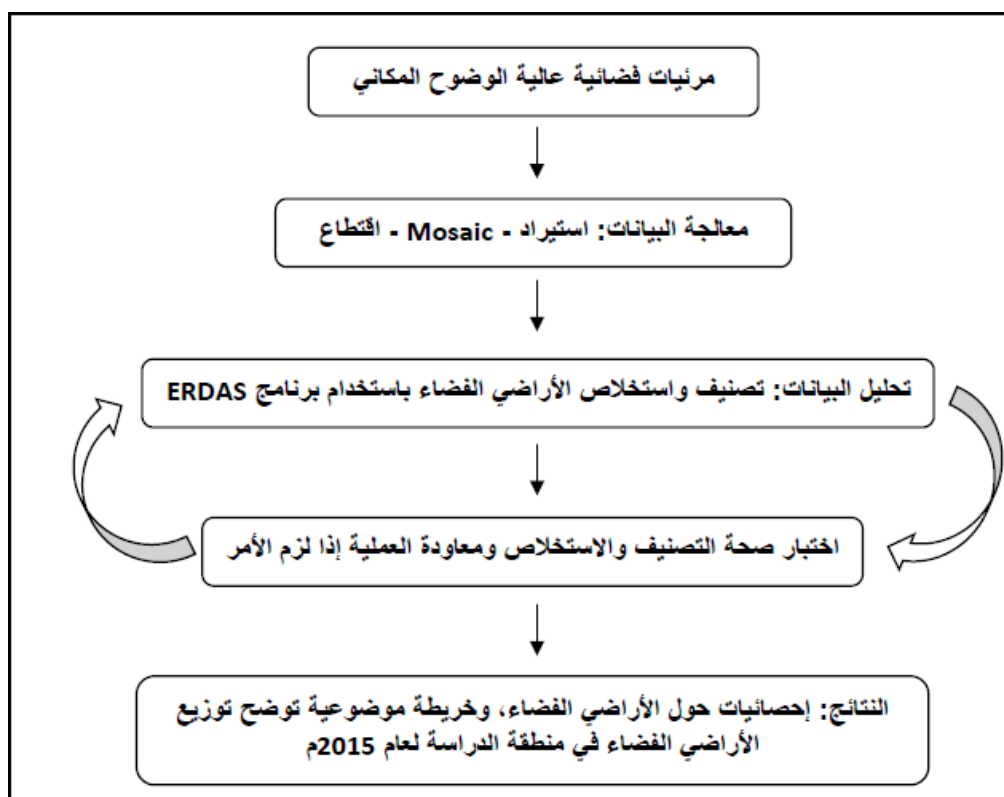 مرئيات فضائية عالية الوضوح المكاني
معالجة البيانات: استيراد - Mosaic - اقتطاع
تحليل البيانات: تصنيف واستخلاص الأراضي الفضاء باستخدام برنامج ERDAS
اختبار صحة التصنيف والاستخلاص ومعاودة العملية إذا لزم الأمر
النتائج: إحصائيات حول الأراضي الفضاء، وخريطة موضوعية توضح توزيع
الأراضي الفضاء في منطقة الدراسة لعام 2015م